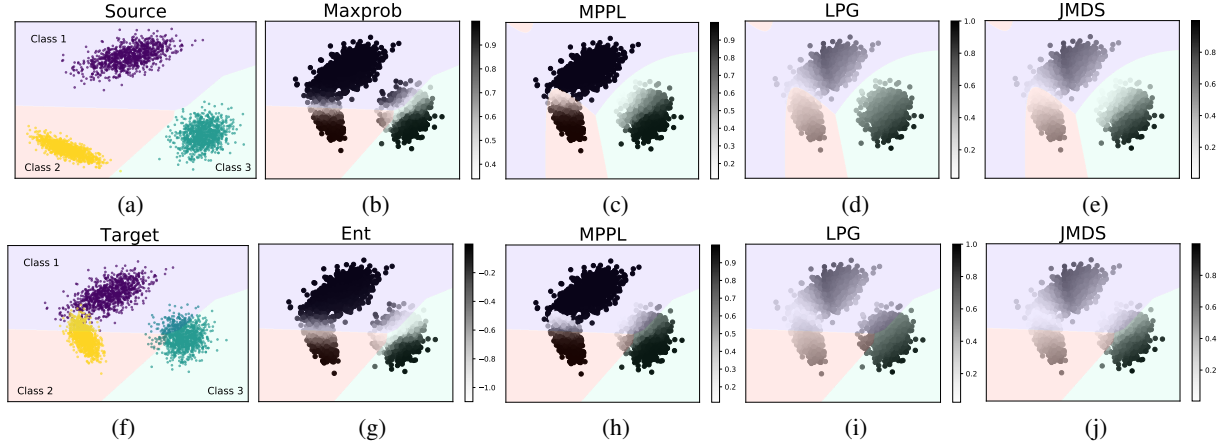 Source
Maxprob
MPPL
LPG
JMDS
Class 1
Class 2
Class 3
0.9
0.8
0.7
0.6
0.5
0.4
0.9
0.8
0.7
0.6
0.5
0.4
0.3
0.2
1.0
0.8
0.6
0.4
0.2
0.8
0.6
0.4
0.2
(a)
(b)
(c)
(d)
(e)
Target
Ent
MPPL
LPG
JMDS
Class 1
Class 2
Class 3
−0.2
−0.4
−0.6
−0.8
−1.0
0.9
0.8
0.7
0.6
0.5
0.4
0.3
0.2
1.0
0.8
0.6
0.4
0.2
0.8
0.6
0.4
0.2
(f)
(g)
(h)
(i)
(j)